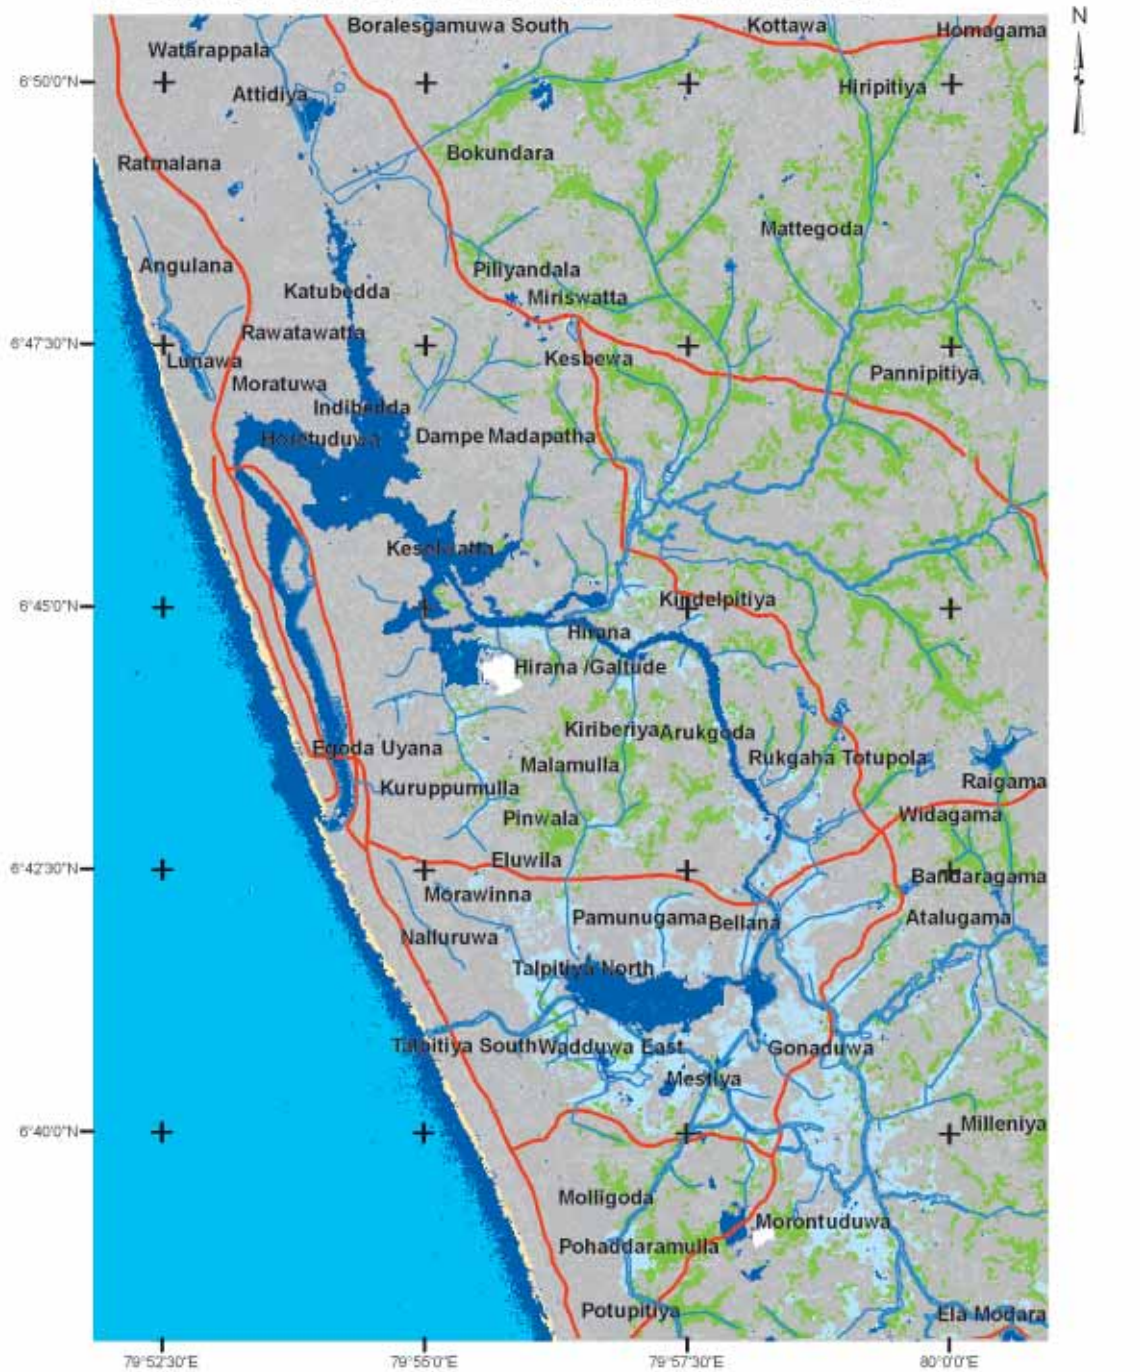 N
Boralesgamuwa South
Kottawa
Homagama
Watarappala
6°50'0"N
Attidiya
Hiripitiya
Bokundara
Ratmalana
Mattegoda
Angulana
Piliyandala
Katubedda
Miriswatta
Rawatawatta
6°47'30"N
Lunawa
Kesbewa
Pannipitiya
Moratuwa
Indibedda
Horetuduwa
Dampe Madapatha
Keselwatta
6°45'0"N
Kindelpitiya
Hirana
Hirana /Galtude
Kiriberiya
Arukgoda
Egoda Uyana
Rukgaha Totupola
Malamulla
Raigama
Kuruppumulla
Pinwala
Widagama
Eluwila
6°42'30"N
Bandaragama
Morawinna
Pamunugama
Bellana
Atalugama
Nalluruwa
Talpitiya North
Talpitiya South
Wadduwa East
Gonaduwa
Mestiya
6°40'0"N
Milleniya
Molligoda
Morontuduwa
Pohaddaramulla
Potupitiya
Ela Modara
79°52'30"E
79°55'0"E
79°57'30"E
80°0'0"E